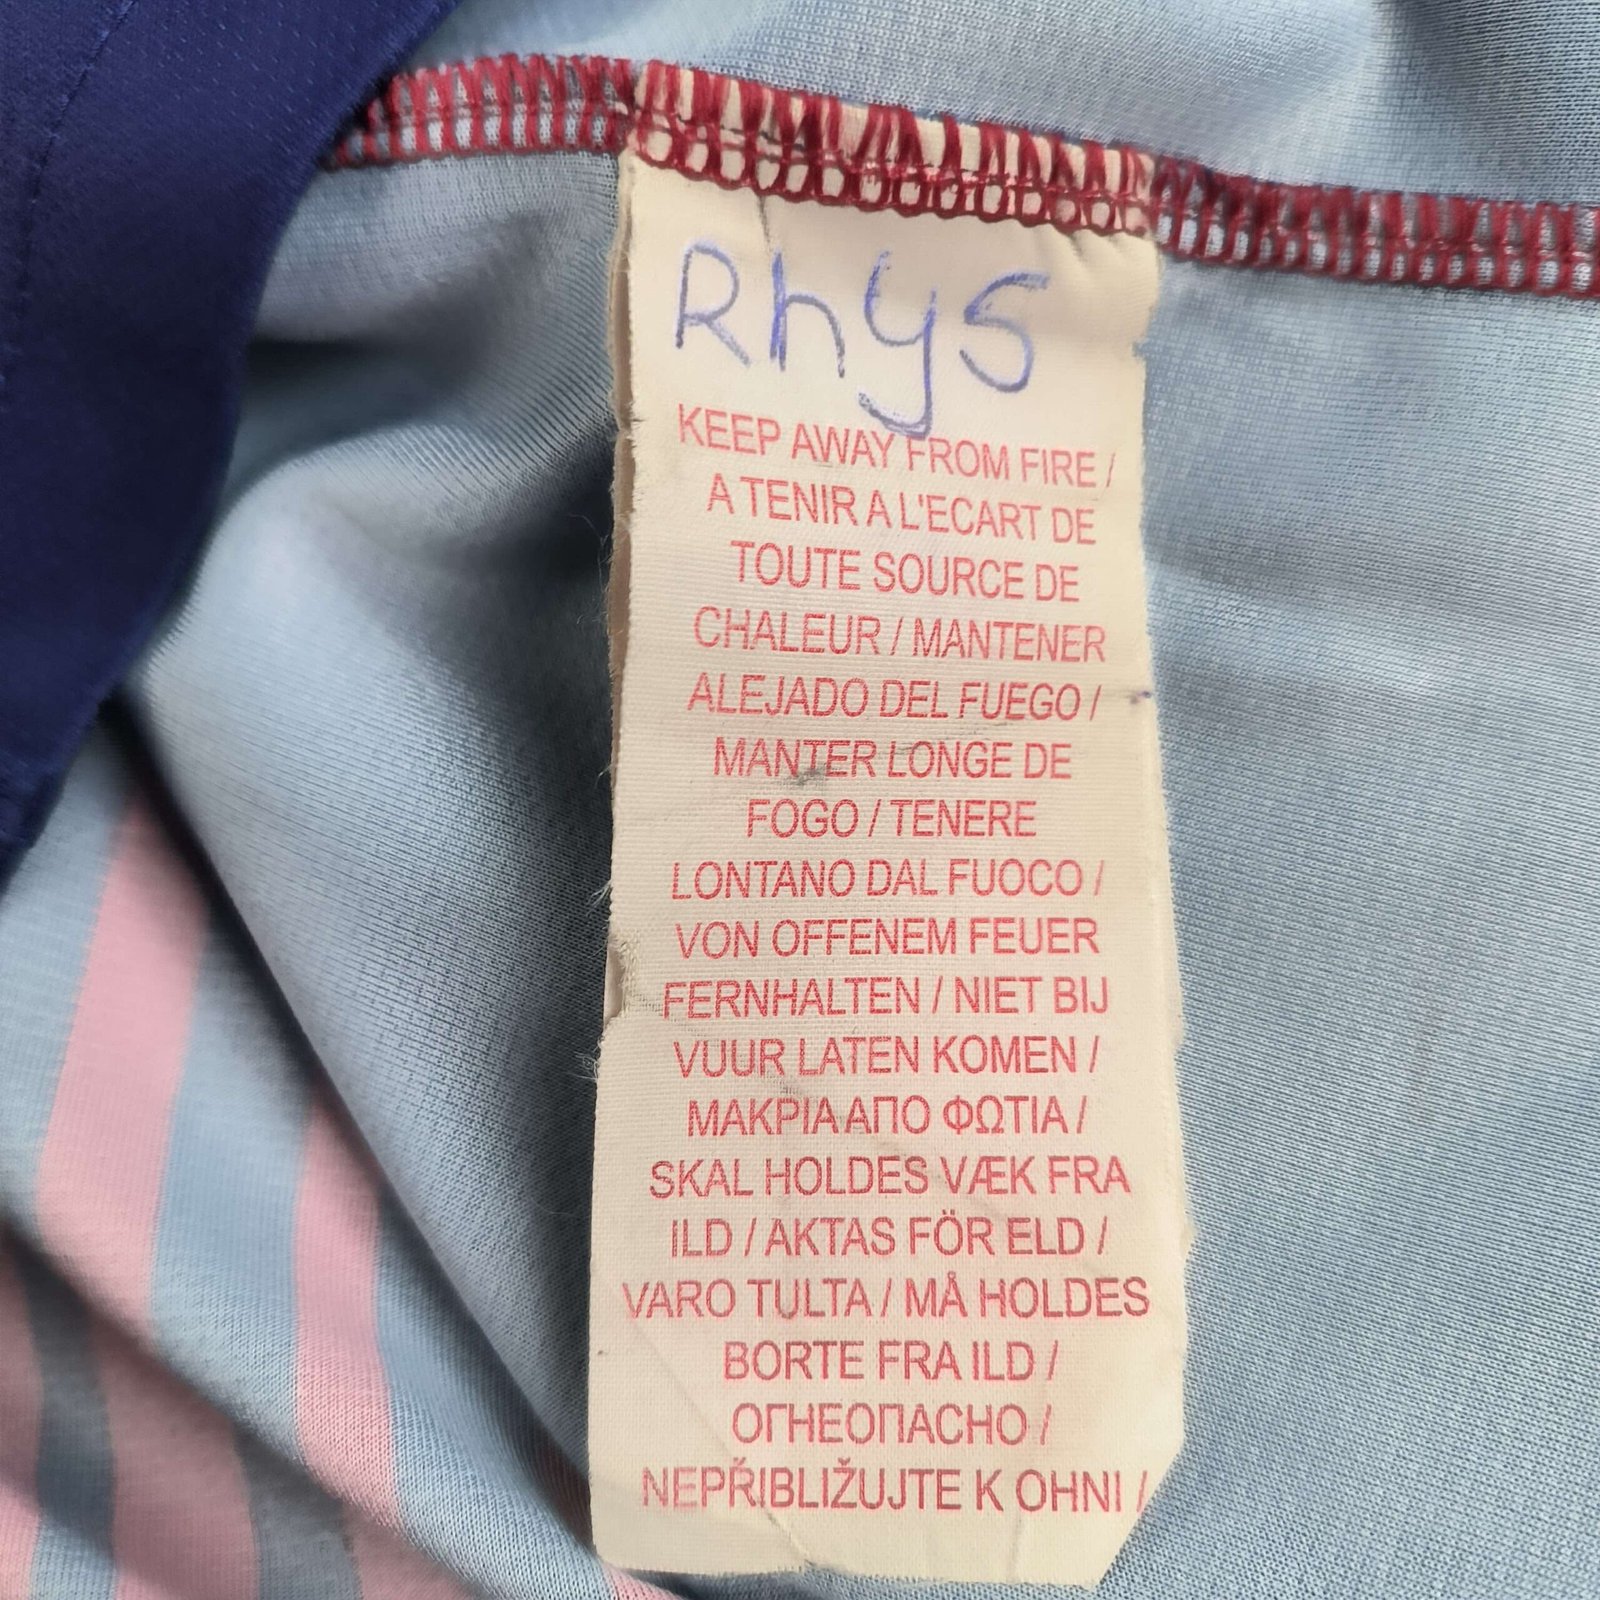 Rhys
KEEP AWAY FROM FIRE /
A TENIR A L'ECART DE
TOUTE SOURCE DE
CHALEUR / MANTENER
ALEJADO DEL FUEGO /
MANTER LONGE DE
FOGO / TENERE
LONTANO DAL FUOCO /
VON OFFENEM FEUER
FERNHALTEN / NIET BIJ
VUUR LATEN KOMEN /
ΜΑΚΡΙΑ ΑΠΟ ΦΩΤΙΑ /
SKAL HOLDES VÆK FRA
ILD / AKTAS FÖR ELD /
VARO TULTA / MÅ HOLDES
BORTE FRA ILD /
ОГНЕОПАСНО /
NEPŘIBLIŽUJTE K OHNI /